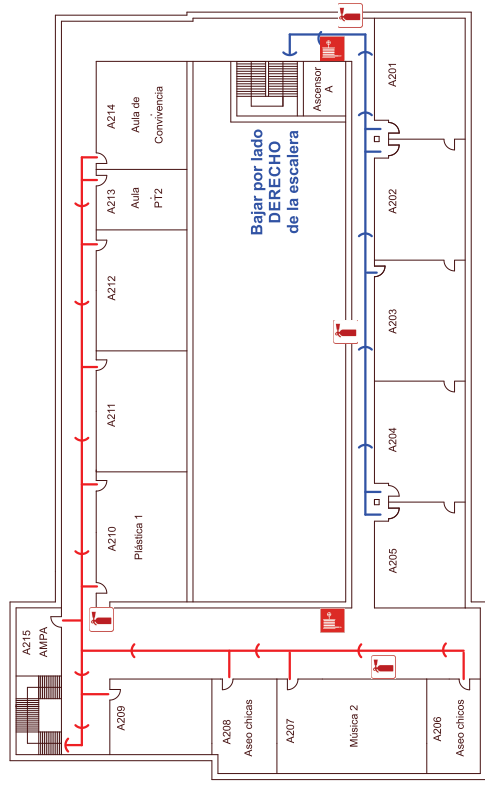 A201
A214
Aula de
Convivencia
Ascensor
A
Bajar por lado
DERECHO
de la escalera
A213
Aula
PT2
A202
A212
A203
A211
A204
A210
Plástica 1
A205
A215
AMPA
A209
A208
Aseo chicas
A207
Música 2
A206
Aseo chicos